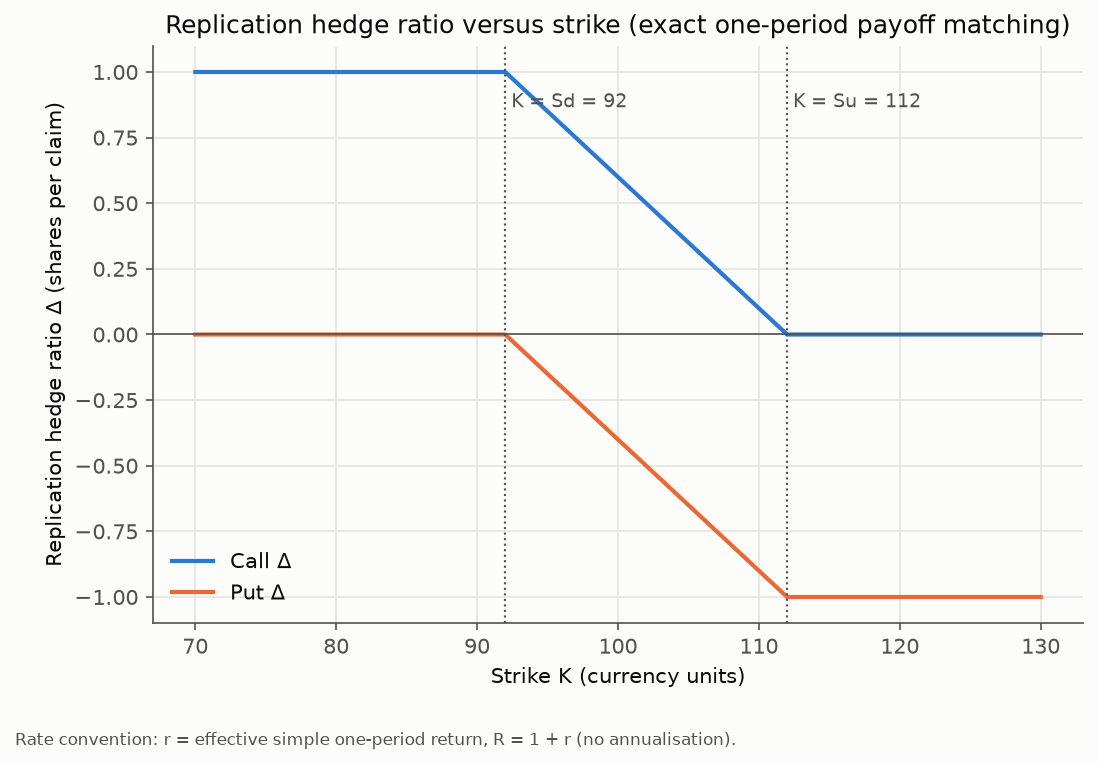 Replication hedge ratio versus strike (exact one-period payoff matching)
Replication hedge ratio Δ (shares per claim)
1.00
0.75
0.50
0.25
0.00
−0.25
−0.50
−0.75
−1.00
K = Sd = 92
K = Su = 112
Call Δ
Put Δ
70
80
90
100
110
120
130
Strike K (currency units)
Rate convention: r = effective simple one-period return, R = 1 + r (no annualisation).